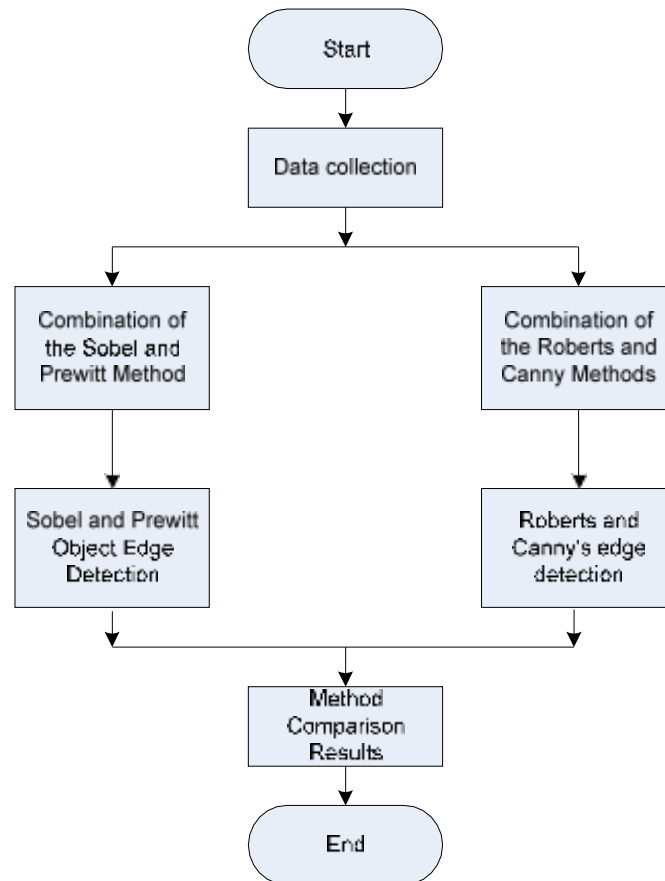 Start
Data collection
Combination of
the Sobel and
Prewitt Method
Combination of
the Roberts and
Canny Methods
Sobel and Prewitt
Object Edge
Detection
Roberts and
Canny's edge
detection
Method
Comparison
Results
End